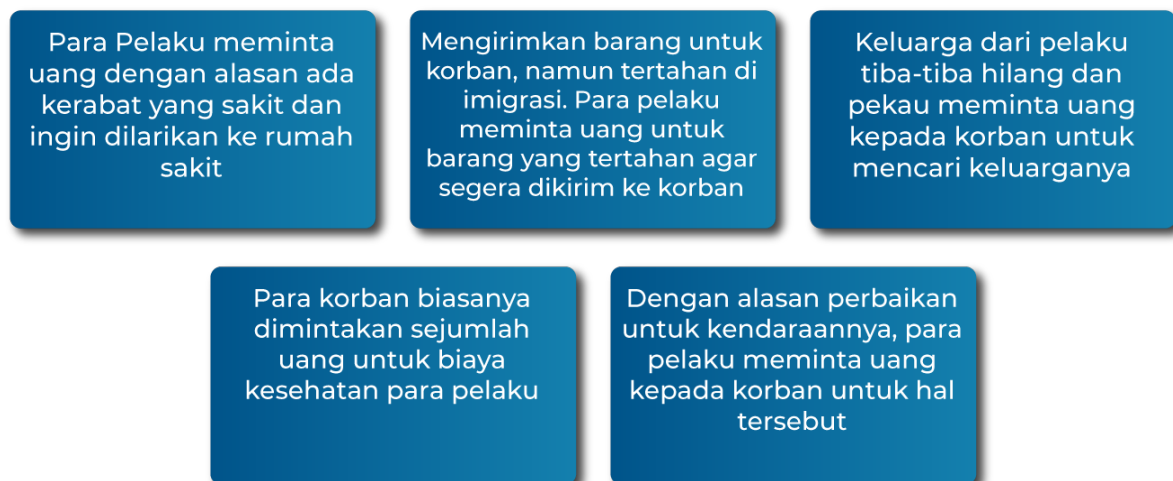 Para Pelaku meminta
uang dengan alasan ada
kerabat yang sakit dan
ingin dilarikan ke rumah
sakit
Mengirimkan barang untuk
korban, namun tertahan di
imigrasi. Para pelaku
meminta uang untuk
barang yang tertahan agar
segera dikirim ke korban
Keluarga dari pelaku
tiba-tiba hilang dan
pekau meminta uang
kepada korban untuk
mencari keluarganya
Para korban biasanya
dimintakan sejumlah
uang untuk biaya
kesehatan para pelaku
Dengan alasan perbaikan
untuk kendaraannya, para
pelaku meminta uang
kepada korban untuk hal
tersebut